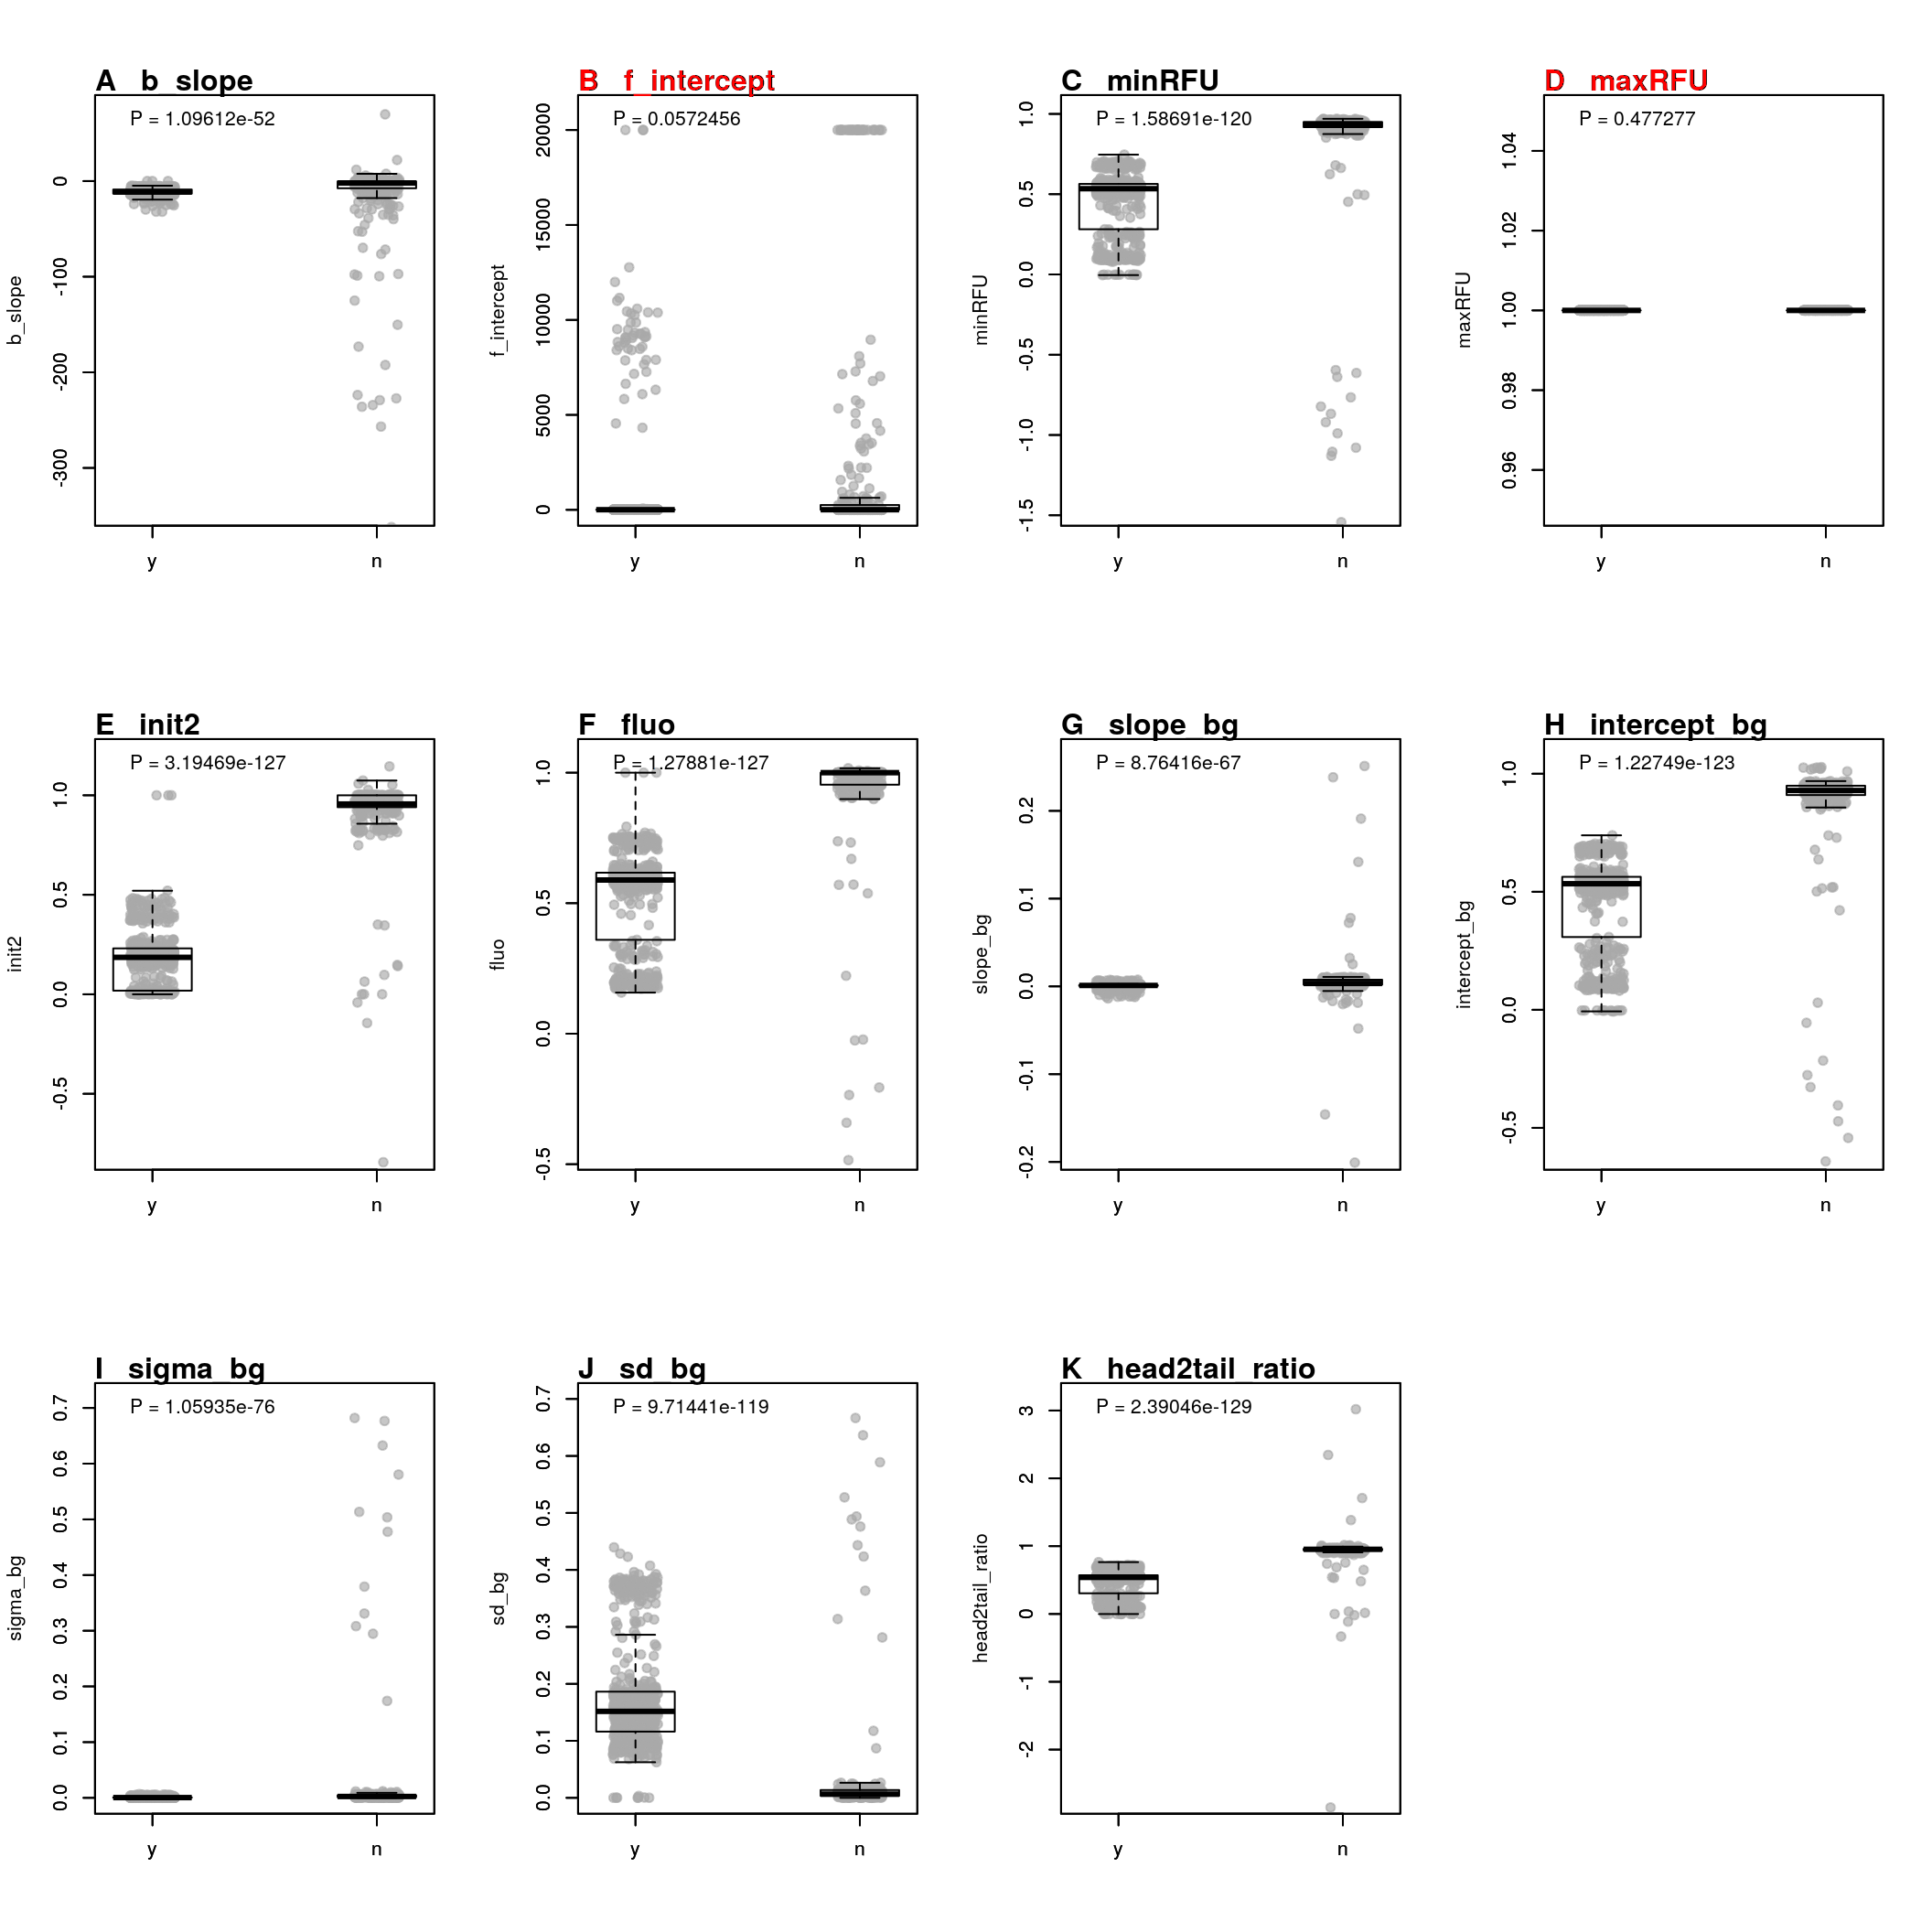 A b_slope
P = 1.09612e-52
b_slope
0
-100
-200
-300
y n
B f_intercept
P = 0.0572456
f_intercept
20000
15000
10000
5000
0
y n
C minRFU
P = 1.58691e-120
minRFU
1.0
0.5
0.0
-0.5
-1.0
-1.5
y n
D maxRFU
P = 0.477277
maxRFU
1.04
1.02
1.00
0.98
0.96
y n
E init2
P = 3.19469e-127
init2
1.0
0.5
0.0
-0.5
y n
F fluo
P = 1.27881e-127
fluo
1.0
0.5
0.0
-0.5
y n
G slope_bg
P = 8.76416e-67
slope_bg
0.2
0.1
0.0
-0.1
-0.2
y n
H intercept_bg
P = 1.22749e-123
intercept_bg
1.0
0.5
0.0
-0.5
y n
I sigma_bg
P = 1.05935e-76
sigma_bg
0.7
0.6
0.5
0.4
0.3
0.2
0.1
0.0
y n
J sd_bg
P = 9.71441e-119
sd_bg
0.7
0.6
0.5
0.4
0.3
0.2
0.1
0.0
y n
K head2tail_ratio
P = 2.39046e-129
head2tail_ratio
3
2
1
0
-1
-2
y n